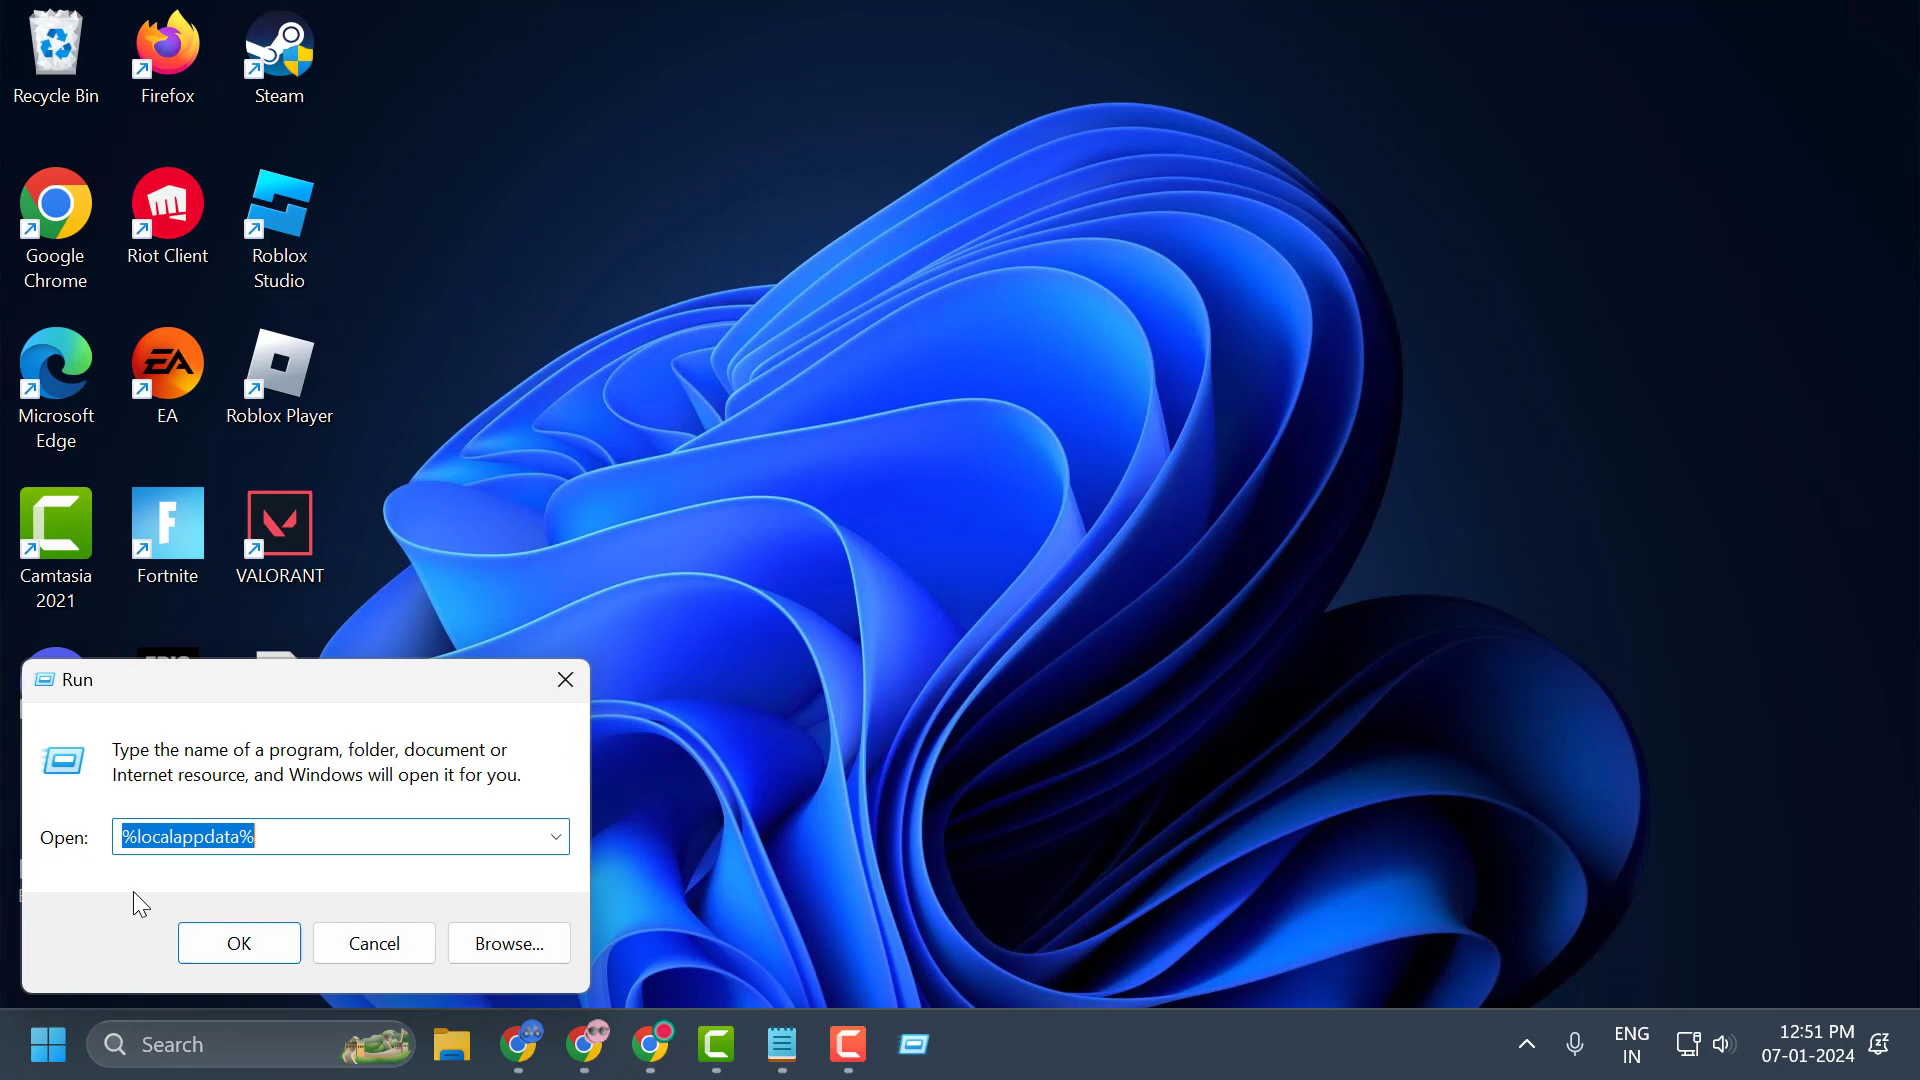 Recycle Bin
Firefox
Steam
Google
Chrome
Riot Client
Roblox
Studio
Microsoft
Edge
EA
EA
Roblox Player
Camtasia
2021
F
Fortnite
VALORANT
Run
Type the name of a program, folder, document or
Internet resource, and Windows will open it for you.
Open:
%localappdata%
OK
Cancel
Browse...
Search
ENG
IN
12:51 PM
07-01-2024